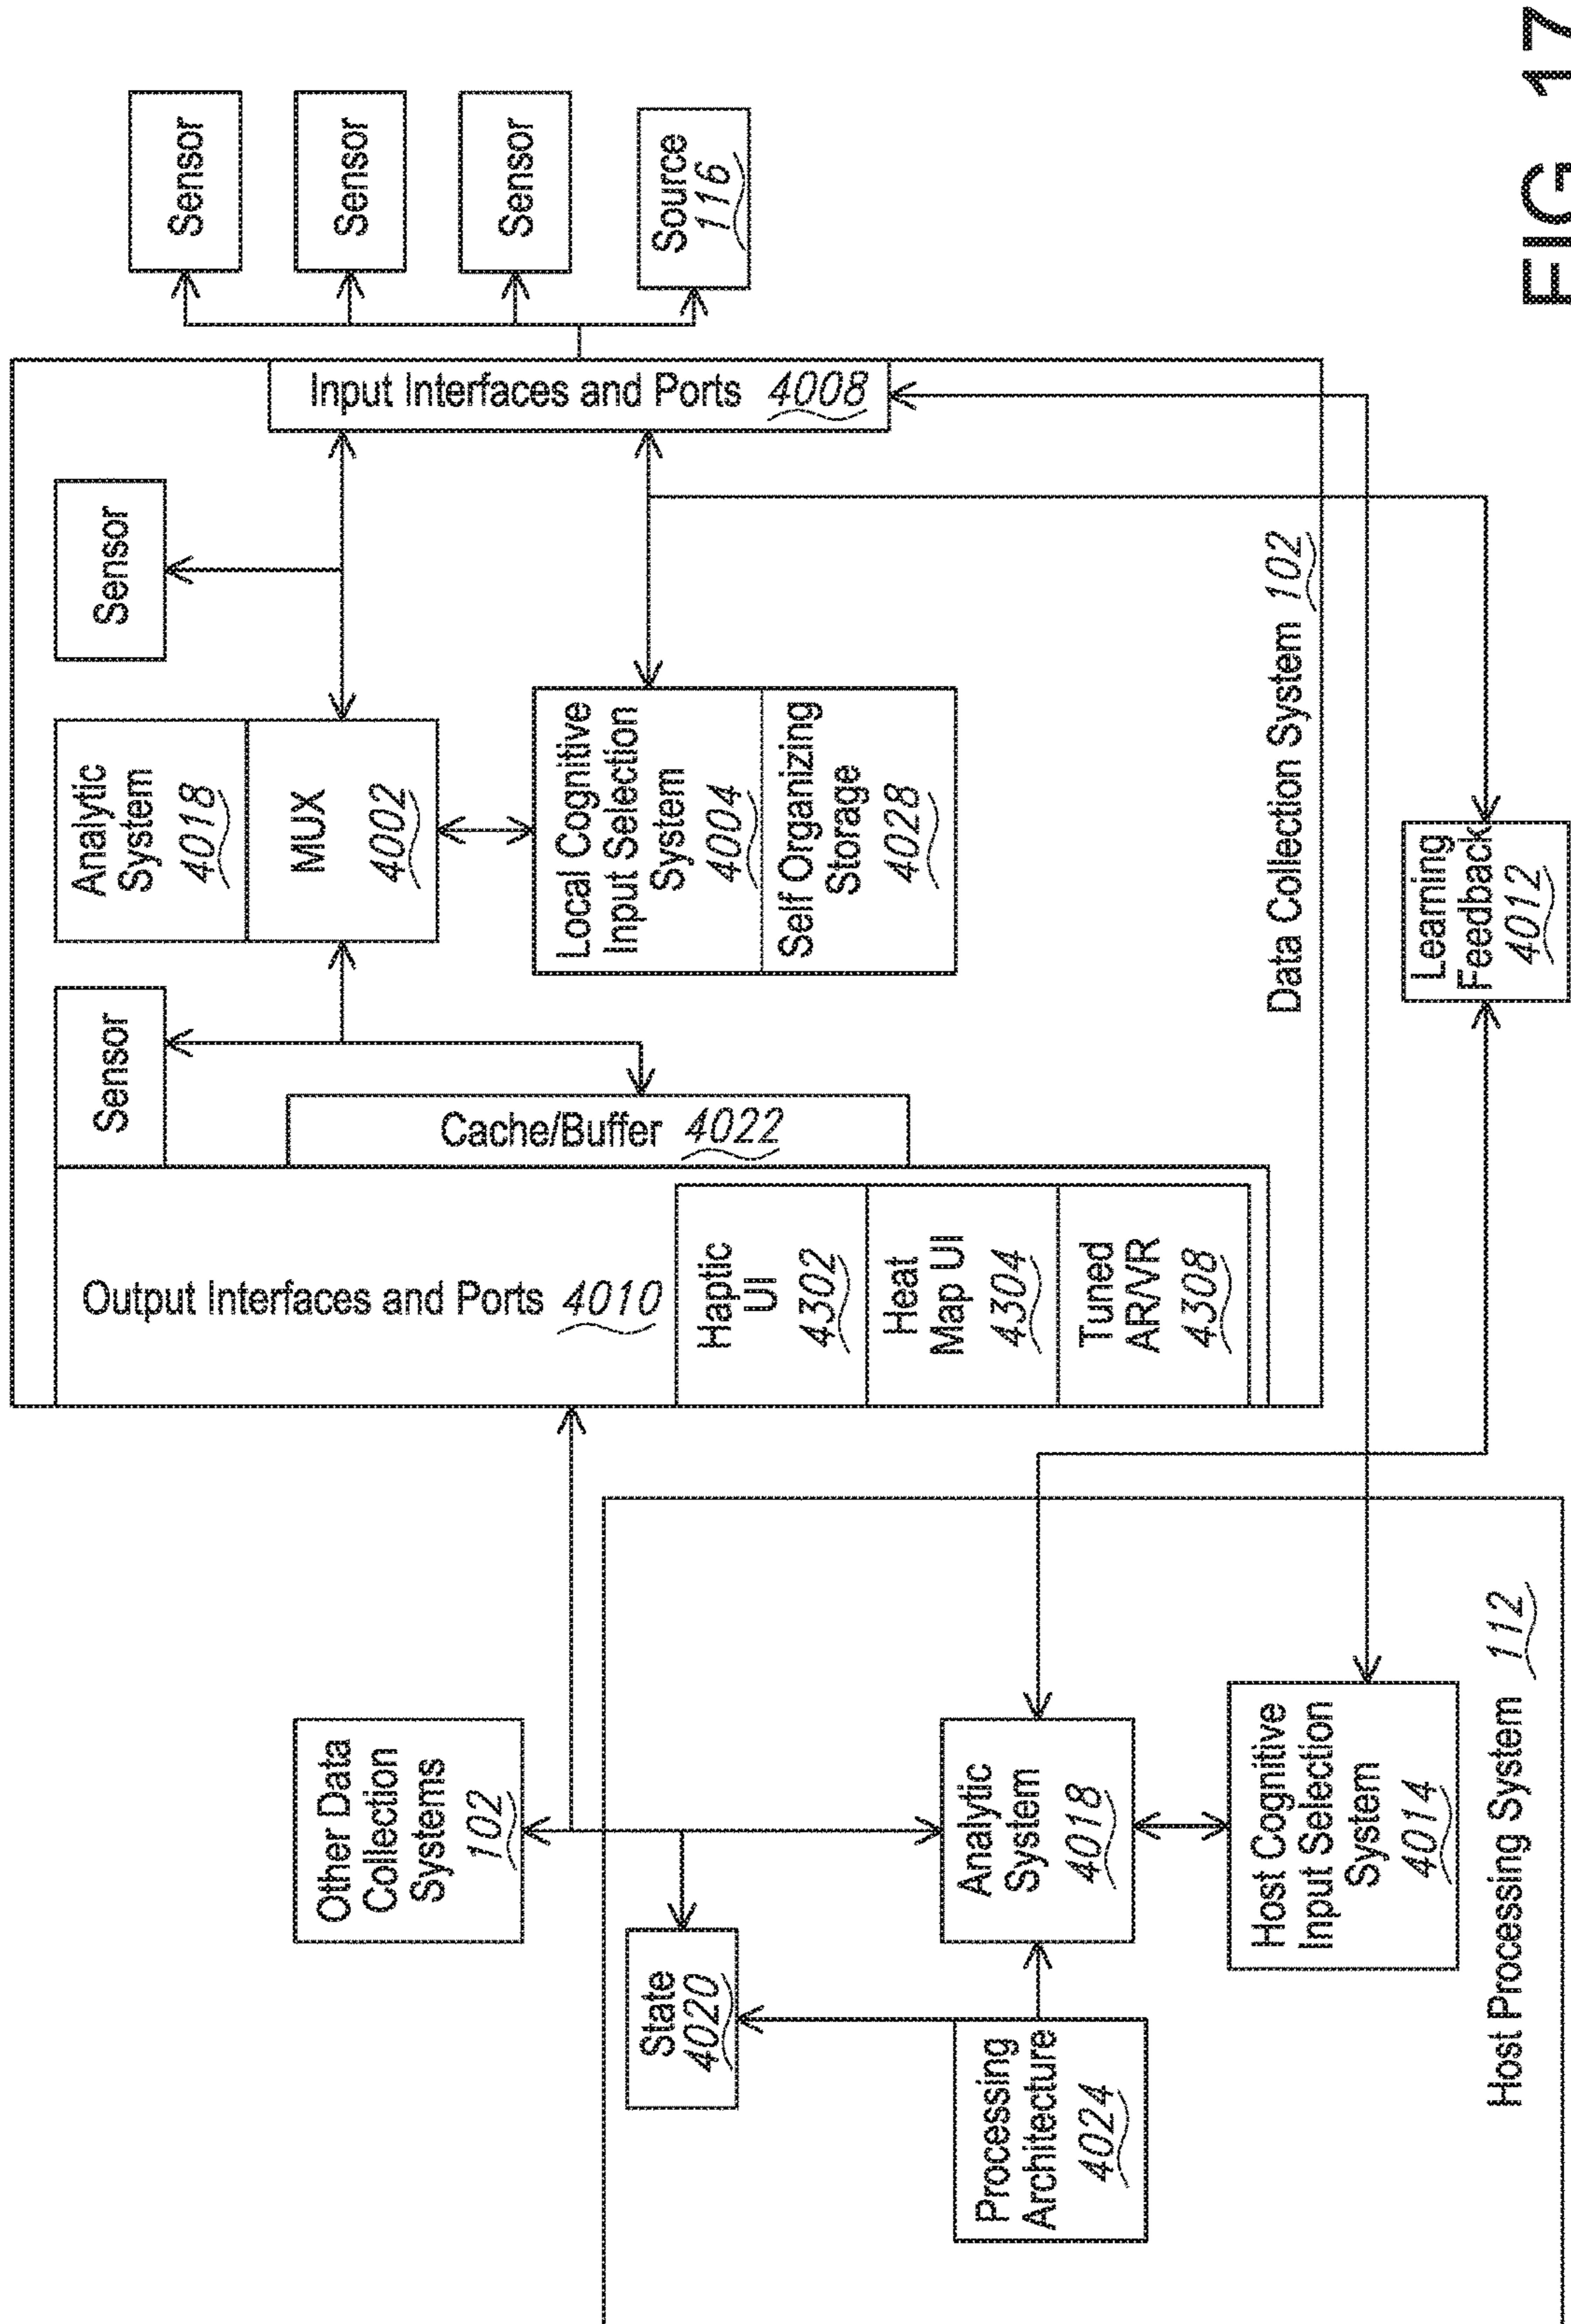 Other Data
Collection
Systems
102
State
4020
Processing
Architecture
4024
Analytic
System
4018
Host Cognitive
Input Selection
System
4014
Host Processing System 112
Output Interfaces and Ports 4010
Haptic
UI
4302
Heat
Map UI
4304
Tuned
AR/VR
4308
Cache/Buffer 4022
Sensor
Analytic
System
4018
MUX
4002
Local Cognitive
Input Selection
System
4004
Self Organizing
Storage
4028
Sensor
Input Interfaces and Ports 4008
Data Collection System 102
Learning
Feedback
4012
Sensor
Sensor
Sensor
Source
116
FIG 17